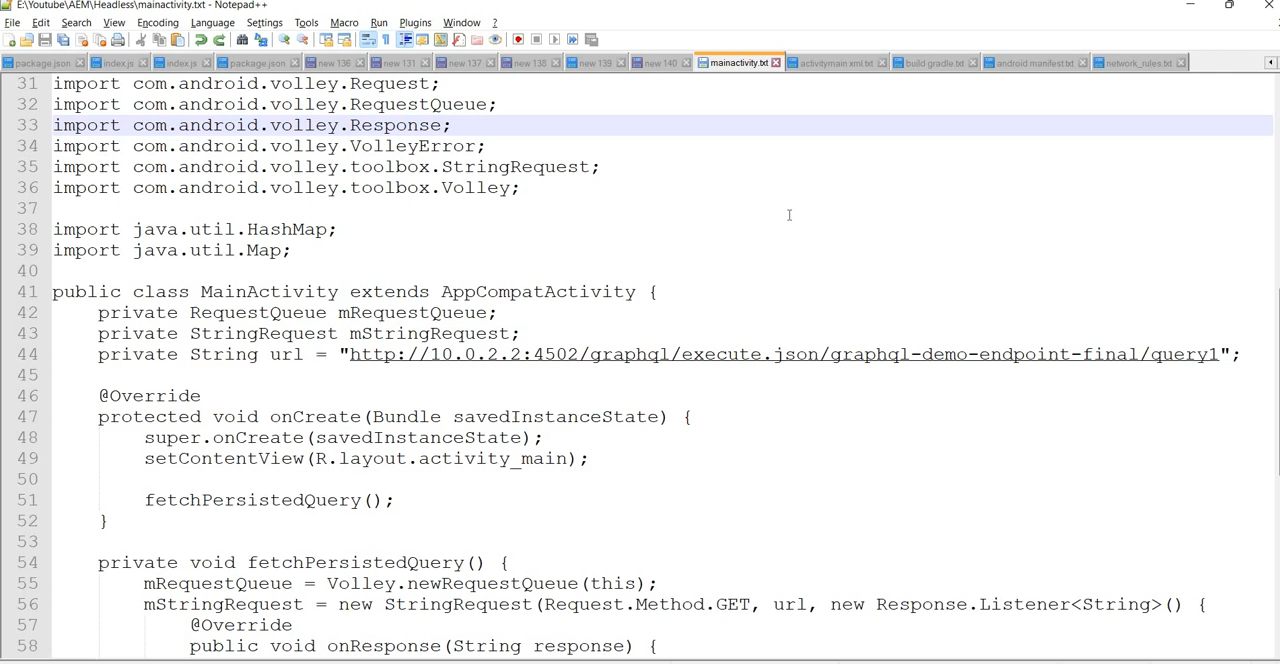 E:\Youtube\AEM\Headless\mainactivity.txt - Notepad++
File Edit Search View Encoding Language Settings Tools Macro Run Plugins Window ?
package.json index.js index.js package.json new 136 new 131 new 137 new 138 new 139 new 140 mainactivity.txt activitymain xml.txt build gradle.txt android manifest.txt network_rules.txt
31 import com.android.volley.Request;
32 import com.android.volley.RequestQueue;
33 import com.android.volley.Response;
34 import com.android.volley.VolleyError;
35 import com.android.volley.toolbox.StringRequest;
36 import com.android.volley.toolbox.Volley;
37
38 import java.util.HashMap;
39 import java.util.Map;
40
41 public class MainActivity extends AppCompatActivity {
42 private RequestQueue mRequestQueue;
43 private StringRequest mStringRequest;
44 private String url = "http://10.0.2.2:4502/graphql/execute.json/graphql-demo-endpoint-final/query1";
45
46 @Override
47 protected void onCreate(Bundle savedInstanceState) {
48 super.onCreate(savedInstanceState);
49 setContentView(R.layout.activity_main);
50
51 fetchPersistedQuery();
52 }
53
54 private void fetchPersistedQuery() {
55 mRequestQueue = Volley.newRequestQueue(this);
56 mStringRequest = new StringRequest(Request.Method.GET, url, new Response.Listener<String>() {
57 @Override
58 public void onResponse(String response) {